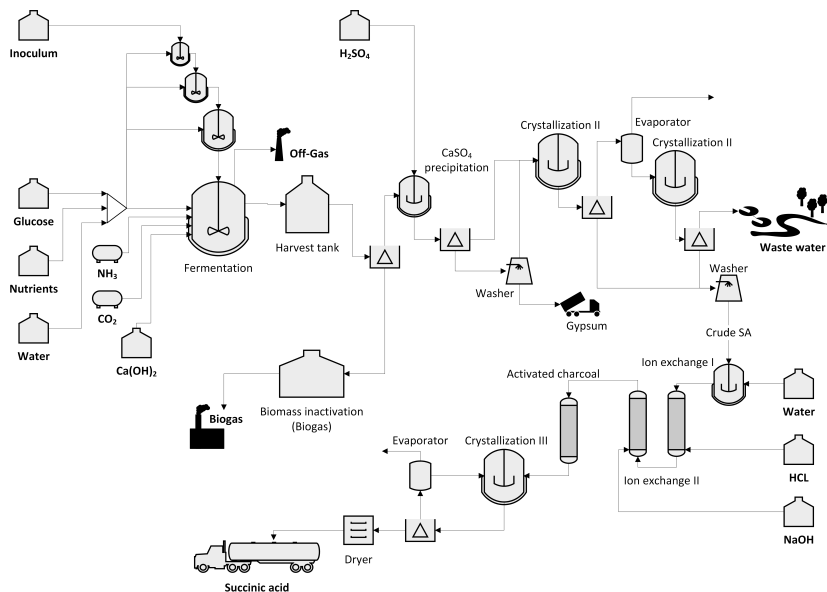 Inoculum
H₂SO₄
Off-Gas
CaSO₄
precipitation
Crystallization II
Evaporator
Crystallization II
Glucose
Nutrients
Water
NH₃
CO₂
Ca(OH)₂
Fermentation
Harvest tank
Washer
Gypsum
Waste water
Washer
Crude SA
Biomass inactivation
(Biogas)
Biogas
Activated charcoal
Ion exchange I
Ion exchange II
Water
HCL
NaOH
Evaporator
Crystallization III
Dryer
Succinic acid